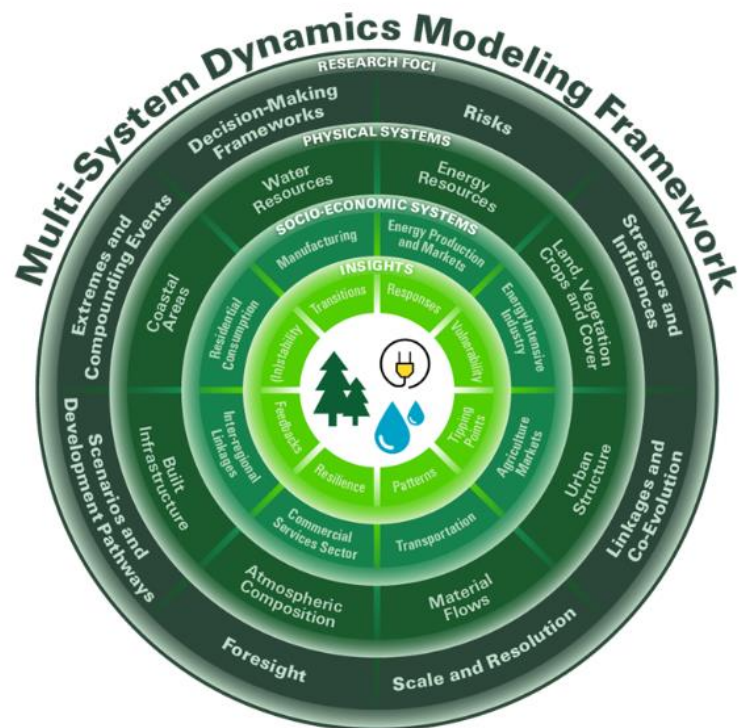 Multi-System Dynamics Modeling Framework
RESEARCH FOCI
Decision-Making
Frameworks
Risks
Stressors and
Influences
Linkages and
Co-Evolution
Scale and Resolution
Foresight
Scenarios and
Development Pathways
Extremes and
Compounding Events
PHYSICAL SYSTEMS
Water
Resources
Energy
Resources
Land, Vegetation
Crops and Cover
Urban
Structure
Material
Flows
Atmospheric
Composition
Built
Infrastructure
Coastal
Areas
SOCIO-ECONOMIC SYSTEMS
Manufacturing
Energy Production
and Markets
Energy-Intensive
Industry
Agriculture
Markets
Transportation
Commercial
Services Sector
Inter-regional
Linkages
Residential
Consumption
INSIGHTS
Transitions
Responses
Vulnerability
Tipping
Points
Patterns
Resilience
Feedbacks
(In)stability